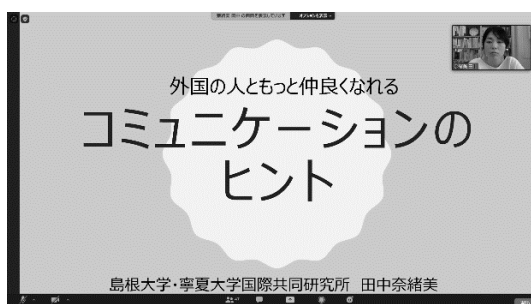 外国の人ともっと仲良くなれる
コミュニケーションの
ヒント
島根大学・寧夏大学国際共同研究所　田中奈緒美